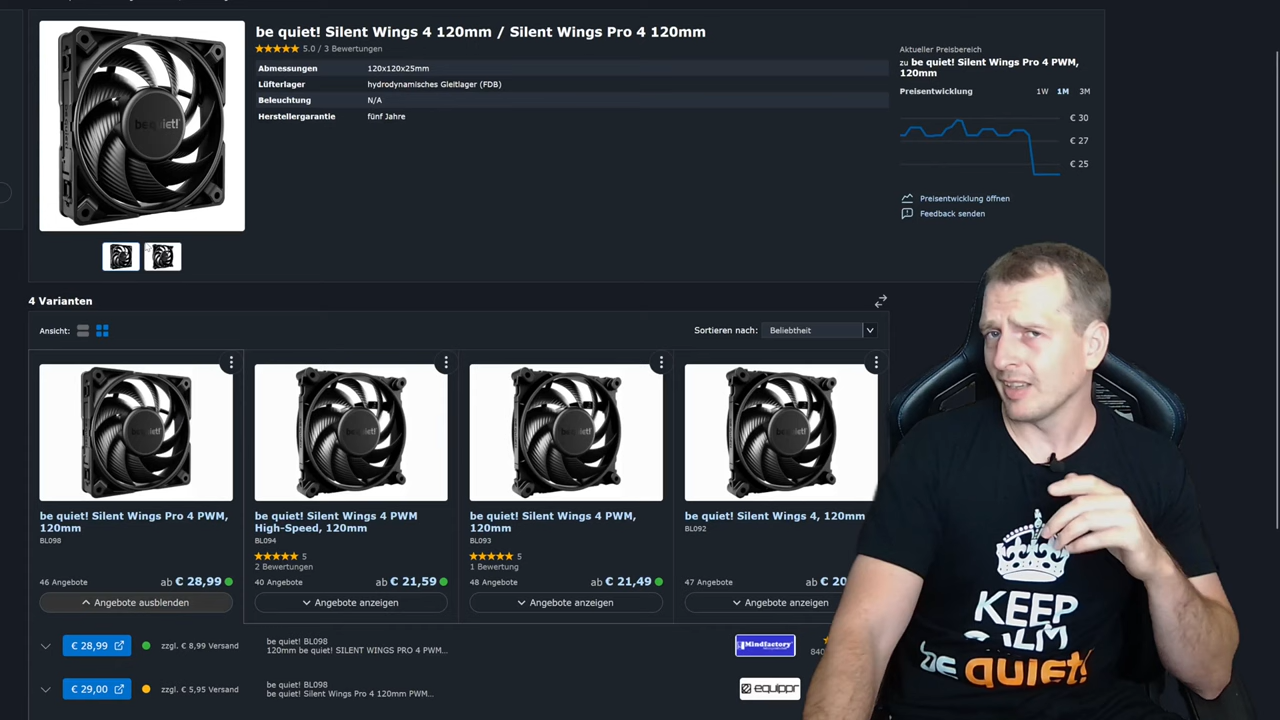 be quiet! Silent Wings 4 120mm / Silent Wings Pro 4 120mm
5.0 / 3 Bewertungen
Abmessungen 120x120x25mm
Lüfterlager hydrodynamisches Gleitlager (FDB)
Beleuchtung N/A
Herstellergarantie fünf Jahre
be quiet!
Aktueller Preisbereich
zu be quiet! Silent Wings Pro 4 PWM,
120mm
Preisentwicklung 1W 1M 3M
€ 30
€ 27
€ 25
Preisentwicklung öffnen
Feedback senden
4 Varianten
Ansicht:
Sortieren nach: Beliebtheit
be quiet! Silent Wings Pro 4 PWM,
120mm
BL098
46 Angebote ab € 28,99
Angebote ausblenden
be quiet! Silent Wings 4 PWM
High-Speed, 120mm
BL094
5
2 Bewertungen
40 Angebote ab € 21,59
Angebote anzeigen
be quiet! Silent Wings 4 PWM,
120mm
BL093
5
1 Bewertung
48 Angebote ab € 21,49
Angebote anzeigen
be quiet! Silent Wings 4, 120mm
BL092
47 Angebote ab € 20
Angebote anzeigen
€ 28,99 zzgl. € 8,99 Versand
be quiet! BL098
120mm be quiet! SILENT WINGS PRO 4 PWM...
Mindfactory
840
€ 29,00 zzgl. € 5,95 Versand
be quiet! BL098
be quiet! Silent Wings Pro 4 120mm PWM...
equippr
KEEP
CALM
be quiet!